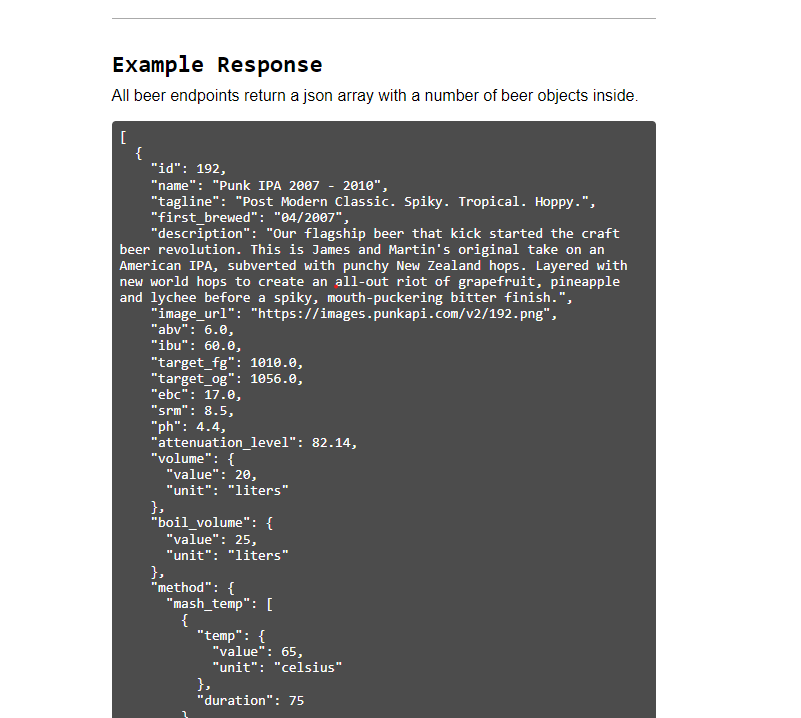 Example Response
All beer endpoints return a json array with a number of beer objects inside.
[
  {
    "id": 192,
    "name": "Punk IPA 2007 - 2010",
    "tagline": "Post Modern Classic. Spiky. Tropical. Hoppy.",
    "first_brewed": "04/2007",
    "description": "Our flagship beer that kick started the craft
beer revolution. This is James and Martin's original take on an
American IPA, subverted with punchy New Zealand hops. Layered with
new world hops to create an all-out riot of grapefruit, pineapple
and lychee before a spiky, mouth-puckering bitter finish.",
    "image_url": "https://images.punkapi.com/v2/192.png",
    "abv": 6.0,
    "ibu": 60.0,
    "target_fg": 1010.0,
    "target_og": 1056.0,
    "ebc": 17.0,
    "srm": 8.5,
    "ph": 4.4,
    "attenuation_level": 82.14,
    "volume": {
      "value": 20,
      "unit": "liters"
    },
    "boil_volume": {
      "value": 25,
      "unit": "liters"
    },
    "method": {
      "mash_temp": [
        {
          "temp": {
            "value": 65,
            "unit": "celsius"
          },
          "duration": 75
        }